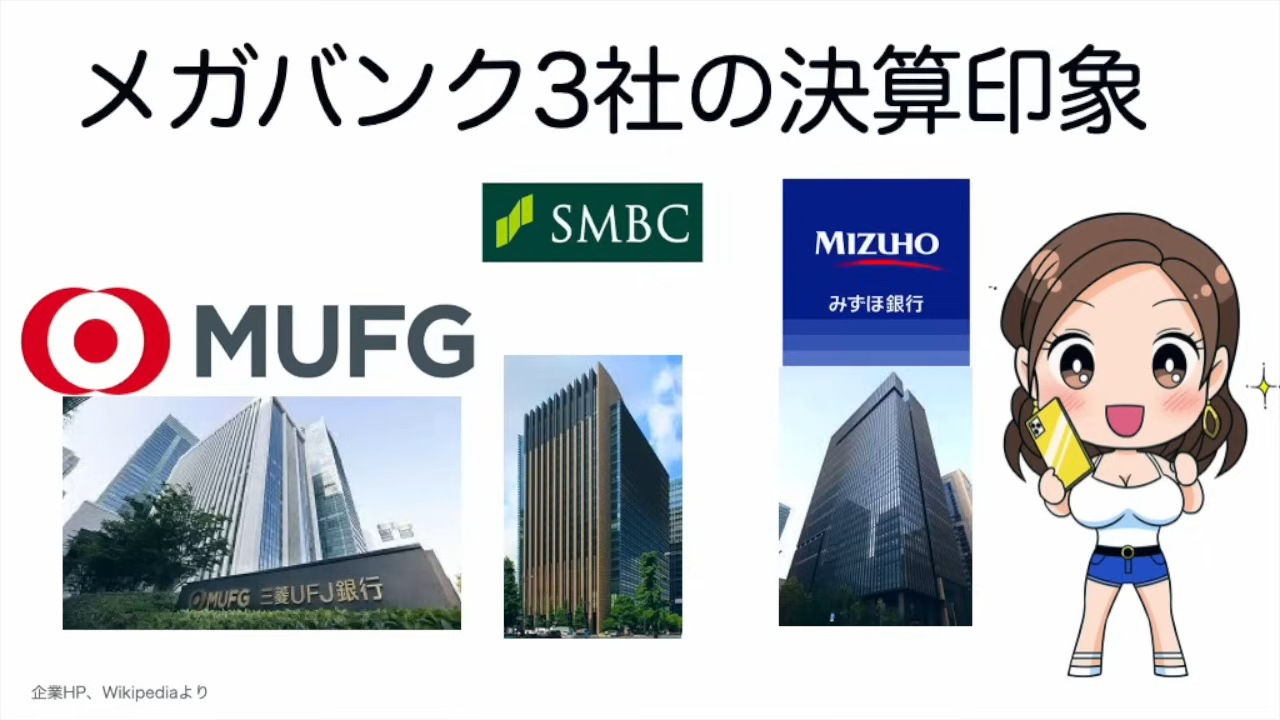 メガバンク3社の決算印象
SMBC
MIZUHO
みずほ銀行
MUFG
MUFG 三菱UFJ銀行
企業HP、Wikipediaより